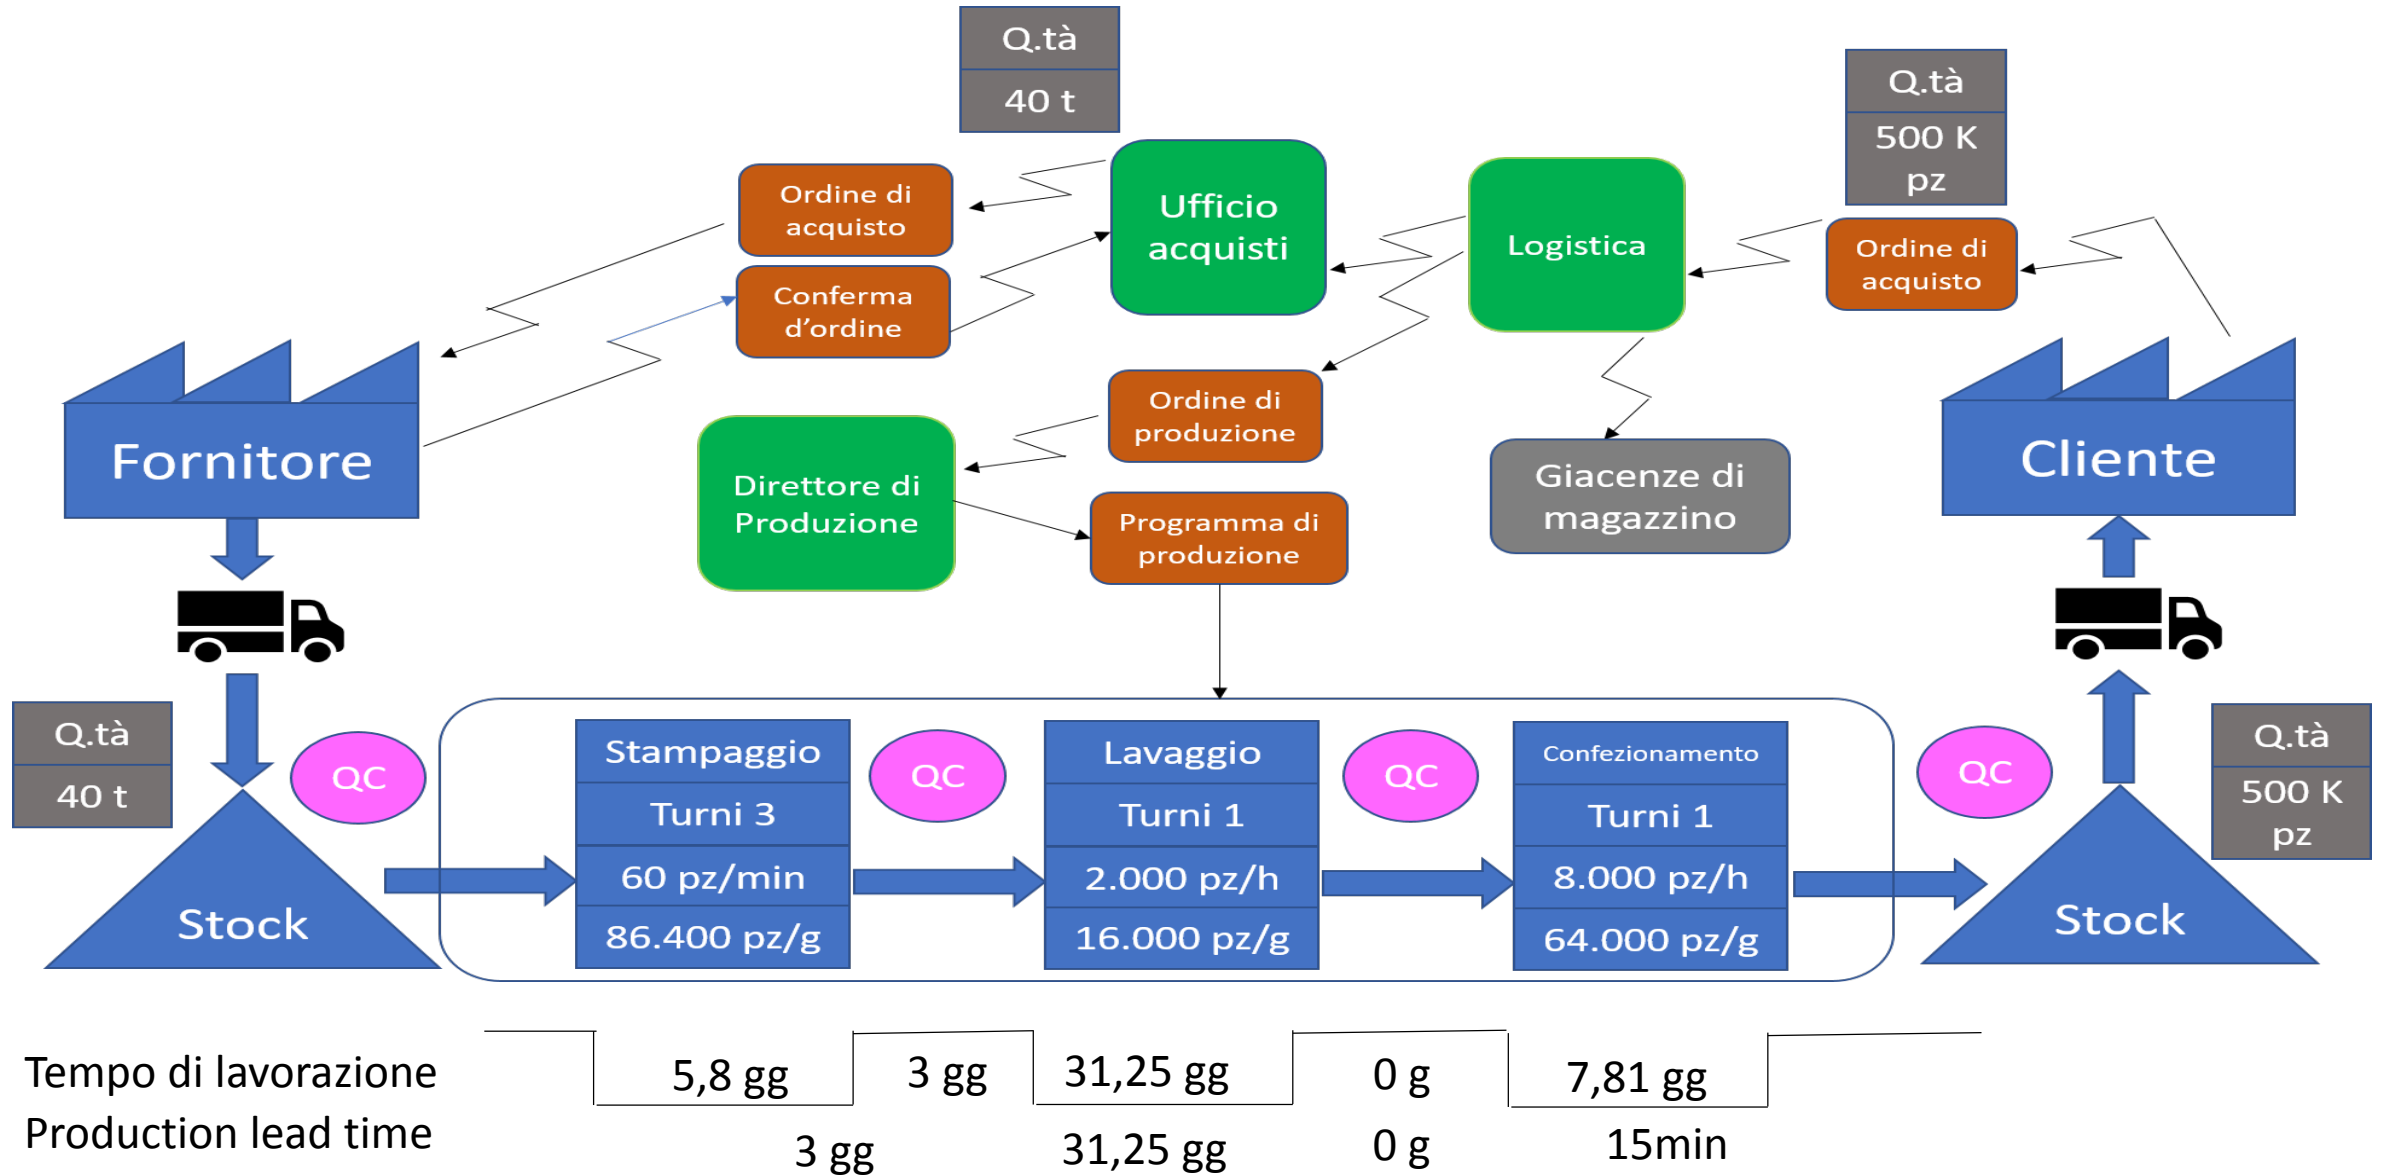 Q.tà
40 t
Q.tà
500 K
pz
Ordine di
acquisto
Ufficio
acquisti
Logistica
Ordine di
acquisto
Conferma
d’ordine
Fornitore
Ordine di
produzione
Direttore di
Produzione
Programma di
produzione
Giacenze di
magazzino
Cliente
Q.tà
40 t
QC
Stampaggio
Turni 3
60 pz/min
86.400 pz/g
QC
Lavaggio
Turni 1
2.000 pz/h
16.000 pz/g
QC
Confezionamento
Turni 1
8.000 pz/h
64.000 pz/g
QC
Q.tà
500 K
pz
Stock
Stock
Tempo di lavorazione
5,8 gg
3 gg
31,25 gg
0 g
7,81 gg
Production lead time
3 gg
31,25 gg
0 g
15min